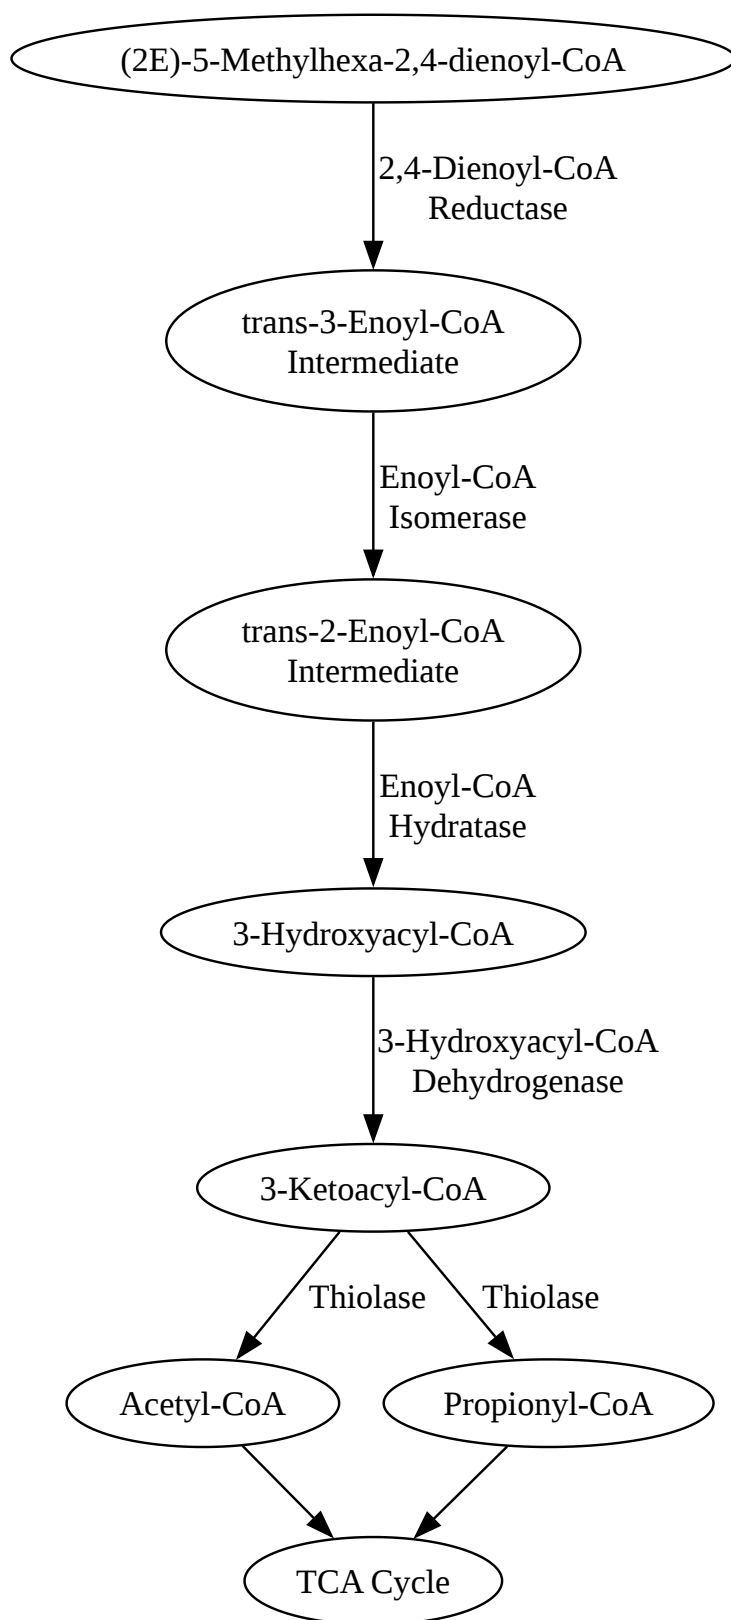 (2E)-5-Methylhexa-2,4-dienoyl-CoA
2,4-Dienoyl-CoA
Reductase
trans-3-Enoyl-CoA
Intermediate
Enoyl-CoA
Isomerase
trans-2-Enoyl-CoA
Intermediate
Enoyl-CoA
Hydratase
3-Hydroxyacyl-CoA
3-Hydroxyacyl-CoA
Dehydrogenase
3-Ketoacyl-CoA
Thiolase
Thiolase
Acetyl-CoA
Propionyl-CoA
TCA Cycle